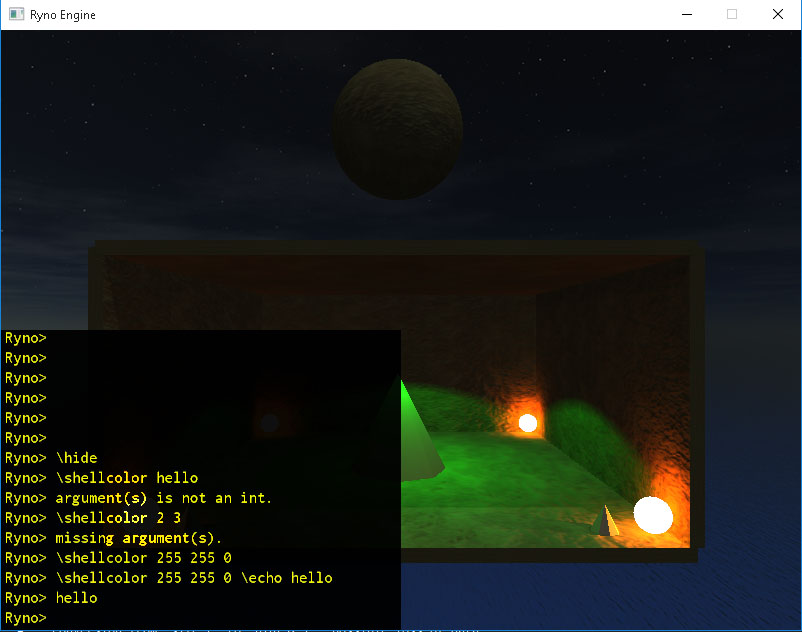 Ryno Engine
Ryno>
Ryno>
Ryno>
Ryno>
Ryno>
Ryno>
Ryno> \hide
Ryno> \shellcolor hello
Ryno> argument(s) is not an int.
Ryno> \shellcolor 2 3
Ryno> missing argument(s).
Ryno> \shellcolor 255 255 0
Ryno> \shellcolor 255 255 0 \echo hello
Ryno> hello
Ryno>